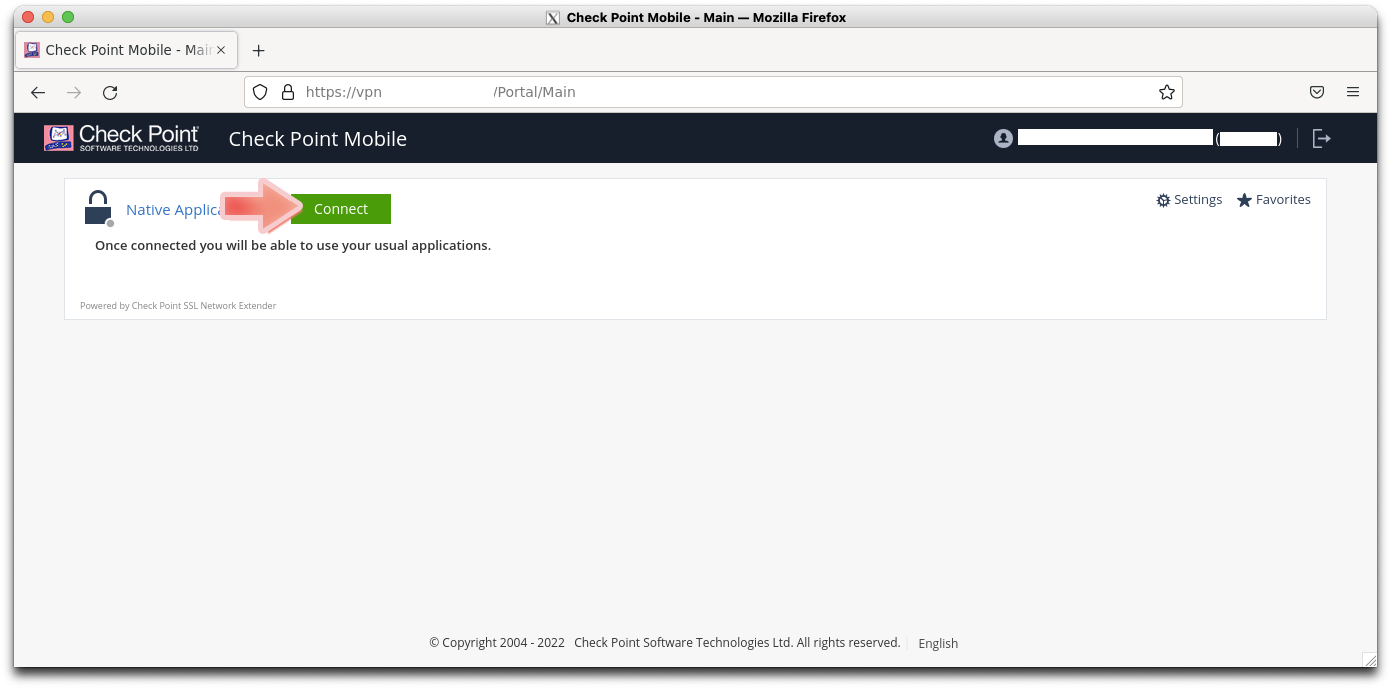 Check Point Mobile - Main — Mozilla Firefox
Check Point Mobile - Main
https://vpn /Portal/Main
Check Point
SOFTWARE TECHNOLOGIES LTD
Check Point Mobile
( )
Native Applica
Connect
Settings
Favorites
Once connected you will be able to use your usual applications.
Powered by Check Point SSL Network Extender
© Copyright 2004 - 2022 Check Point Software Technologies Ltd. All rights reserved. English